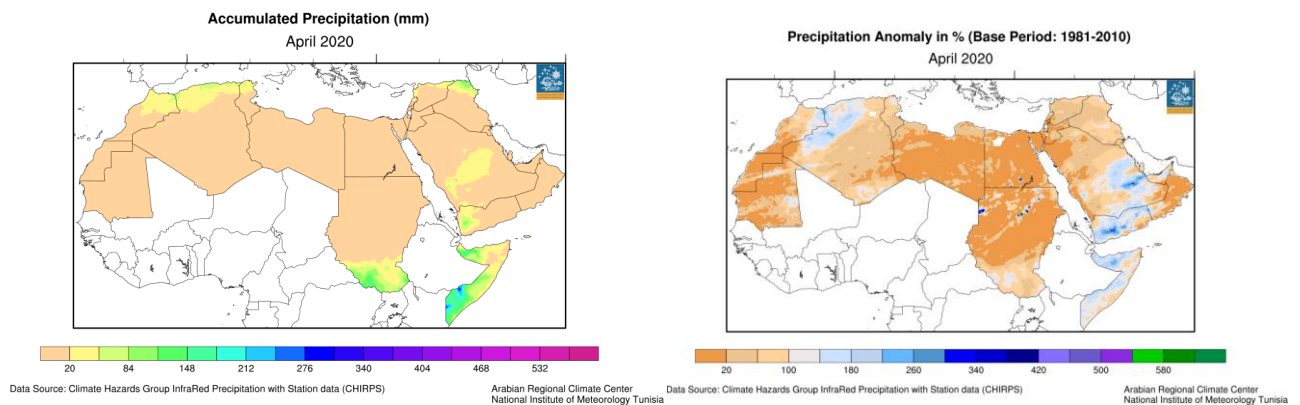 Accumulated Precipitation (mm)
April 2020
20 84 148 212 276 340 404 468 532
Data Source: Climate Hazards Group InfraRed Precipitation with Station data (CHIRPS)
Arabian Regional Climate Center
National Institute of Meteorology Tunisia
Precipitation Anomaly in % (Base Period: 1981-2010)
April 2020
20 100 180 260 340 420 500 580
Data Source: Climate Hazards Group InfraRed Precipitation with Station data (CHIRPS)
Arabian Regional Climate Center
National Institute of Meteorology Tunisia